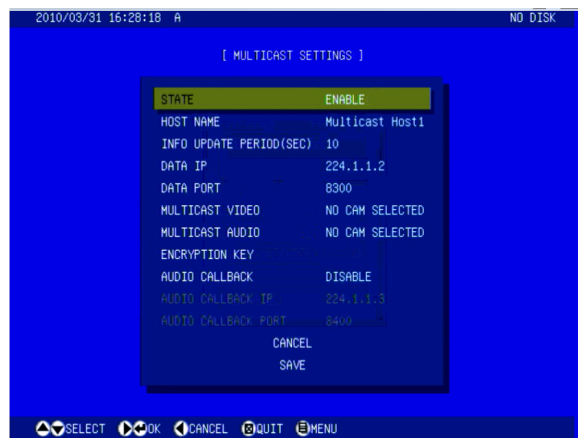 2010/03/31 16:28:18 A NO DISK
[ MULTICAST SETTINGS ]
STATE ENABLE
HOST NAME Multicast Host1
INFO UPDATE PERIOD(SEC) 10
DATA IP 224.1.1.2
DATA PORT 8300
MULTICAST VIDEO NO CAM SELECTED
MULTICAST AUDIO NO CAM SELECTED
ENCRYPTION KEY
AUDIO CALLBACK DISABLE
AUDIO CALLBACK IP 224.1.1.3
AUDIO CALLBACK PORT 8400
CANCEL
SAVE
SELECT OK CANCEL QUIT MENU